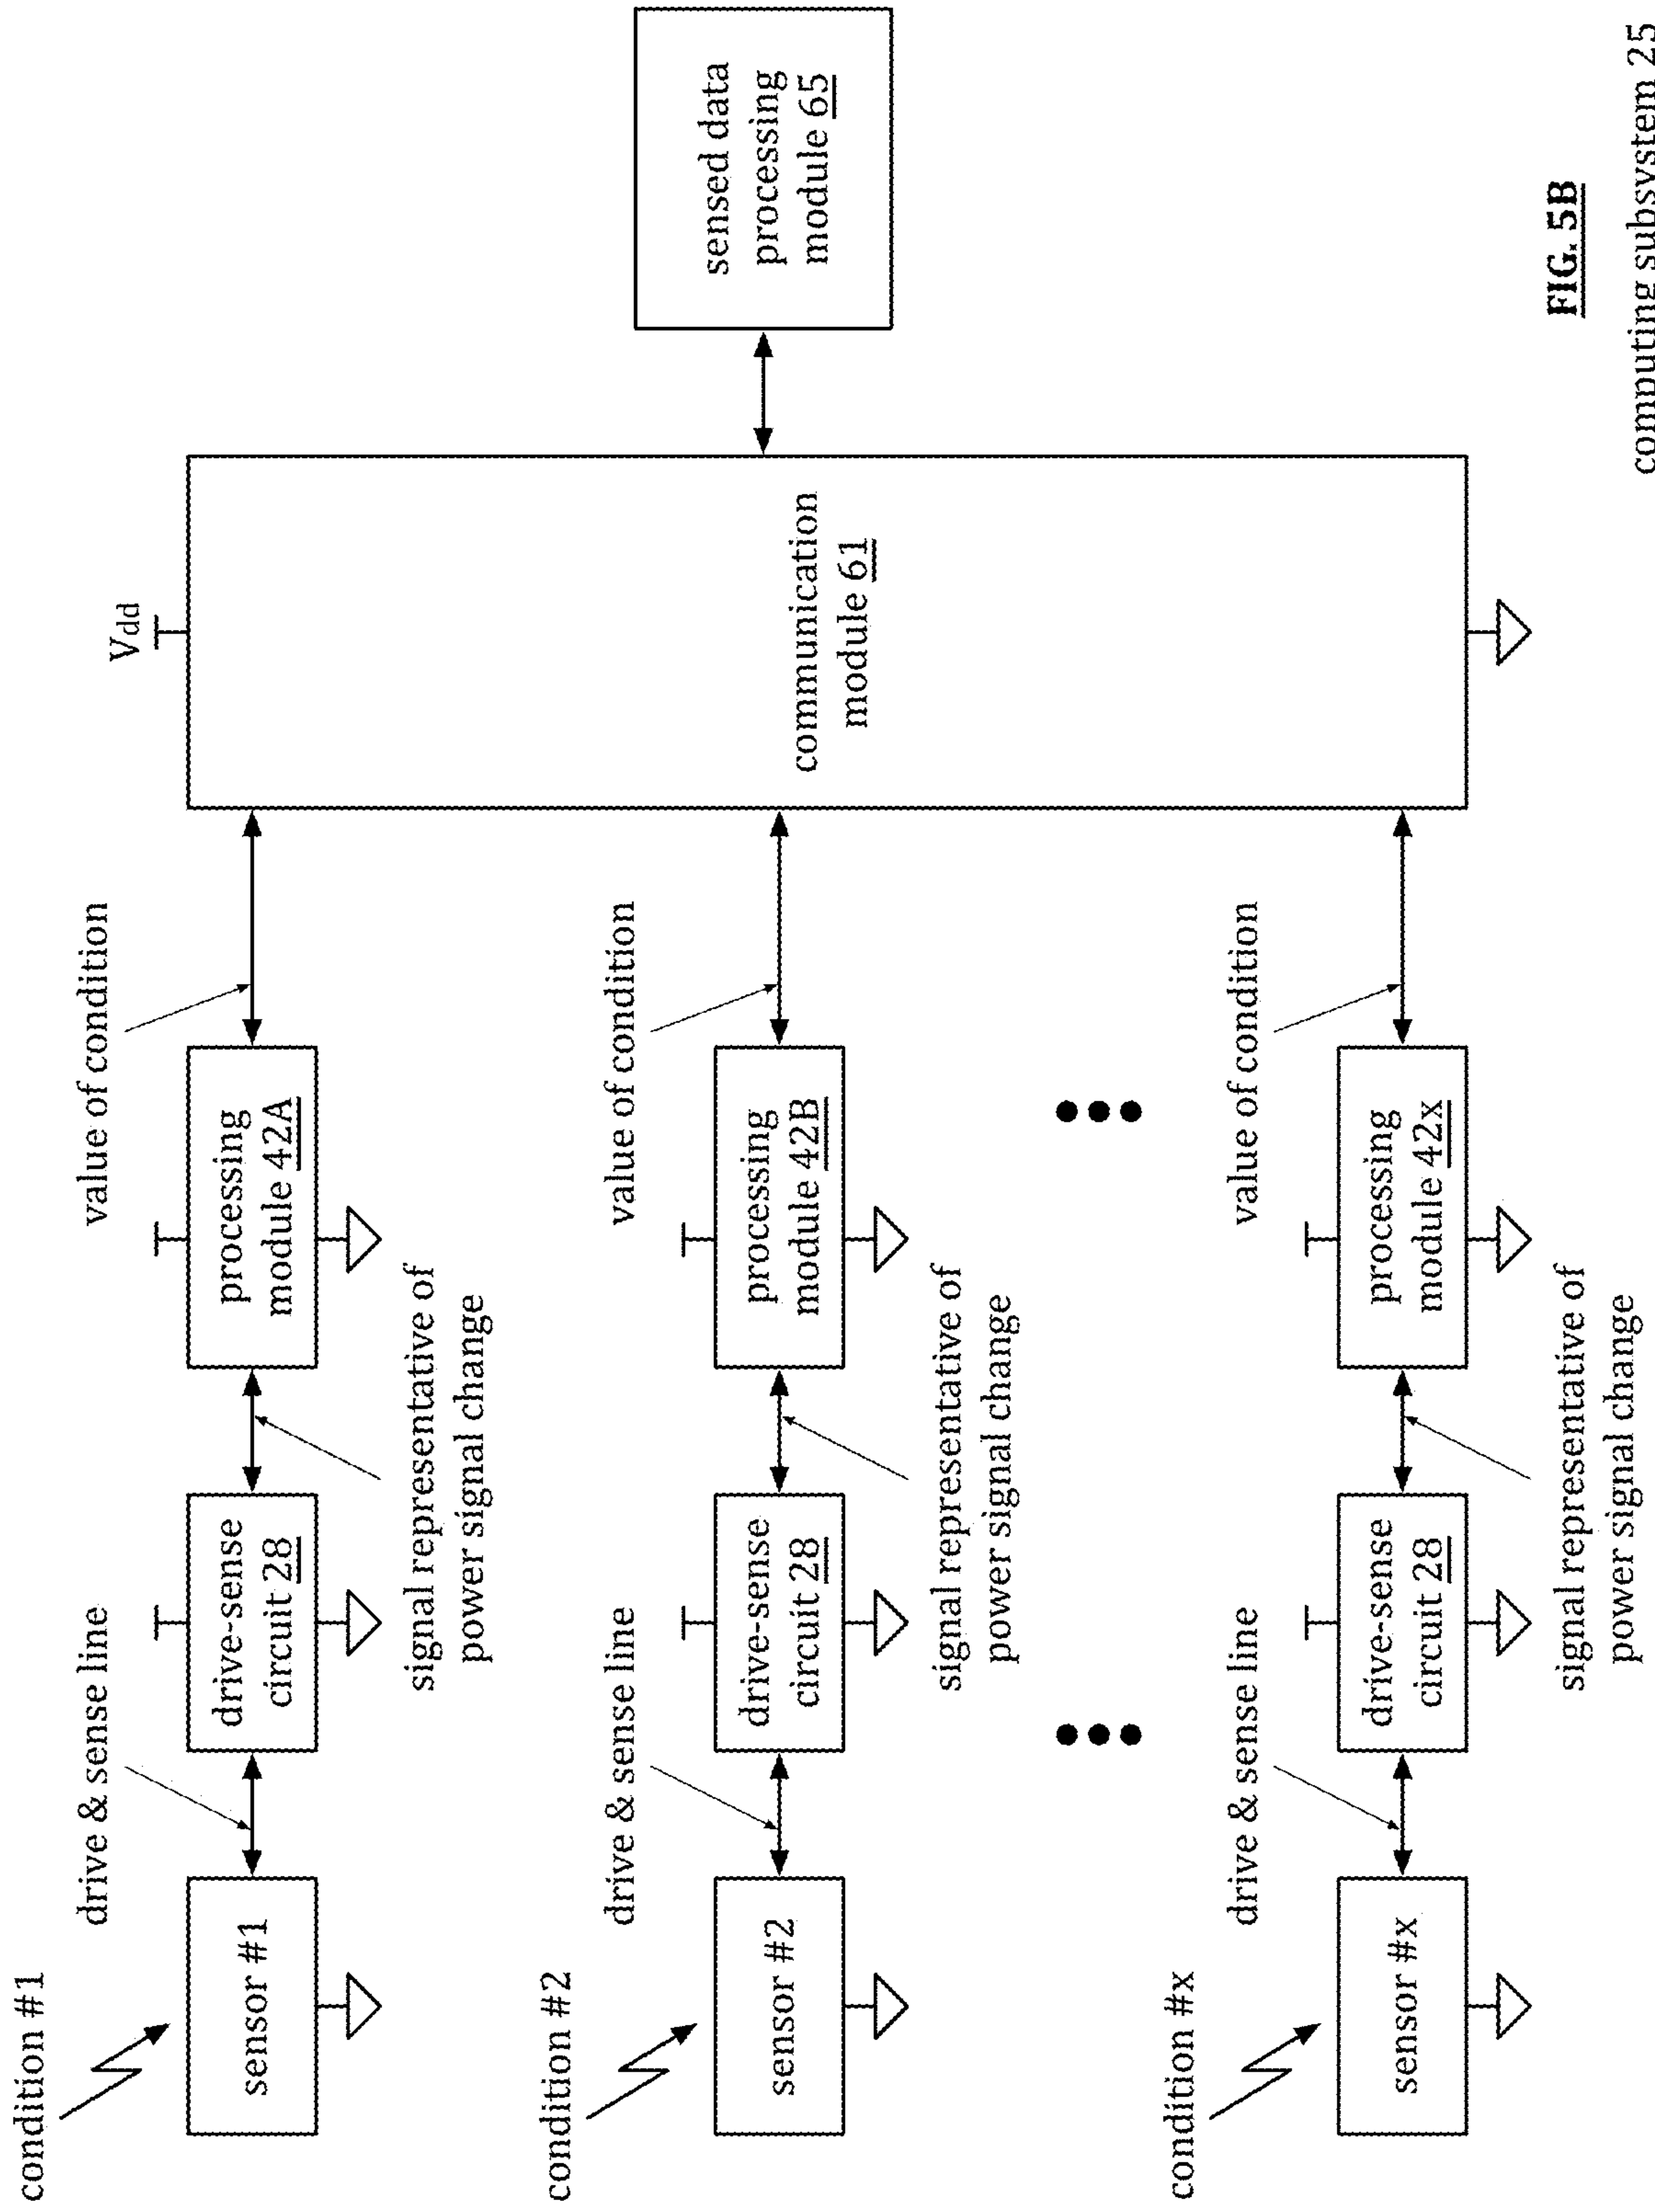 condition #1
drive & sense line
value of condition
Vdd
sensor #1
drive-sense
circuit 28
processing
module 42A
signal representative of
power signal change
condition #2
drive & sense line
value of condition
sensor #2
drive-sense
circuit 28
processing
module 42B
signal representative of
power signal change
communication
module 61
sensed data
processing
module 65
condition #x
drive & sense line
value of condition
sensor #x
drive-sense
circuit 28
processing
module 42x
signal representative of
power signal change
FIG. 5B
computing subsystem 25